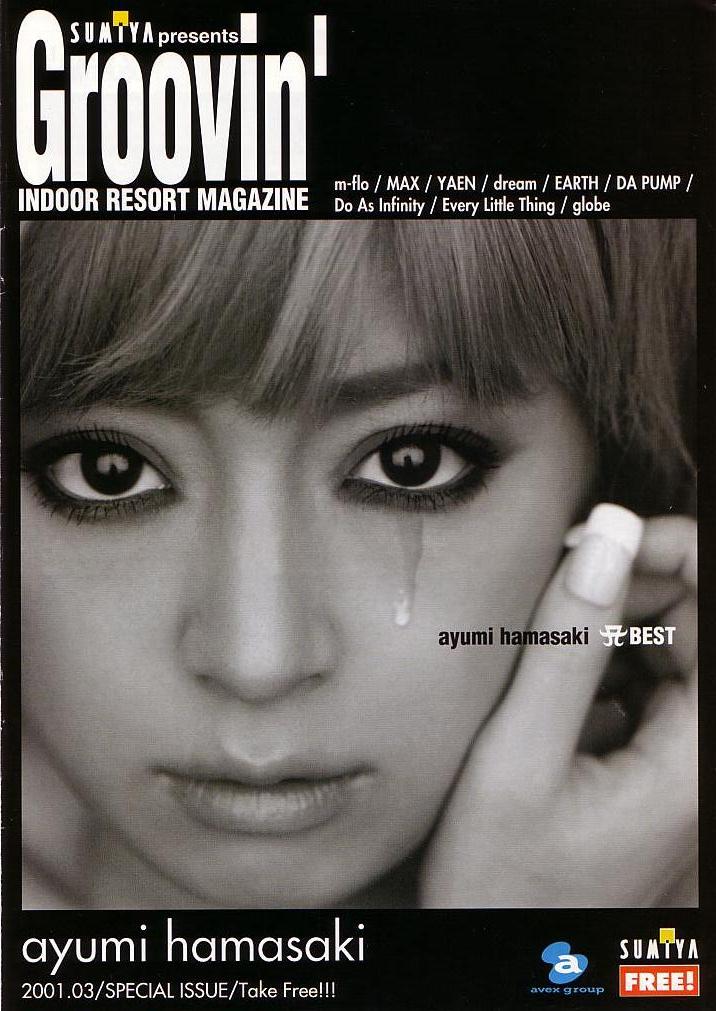 SUMIYA presents
Groovin'
INDOOR RESORT MAGAZINE
m-flo / MAX / YAEN / dream / EARTH / DA PUMP /
Do As Infinity / Every Little Thing / globe
ayumi hamasaki A BEST
ayumi hamasaki
2001.03/SPECIAL ISSUE/Take Free!!!
a
avex group
SUMIYA
FREE!